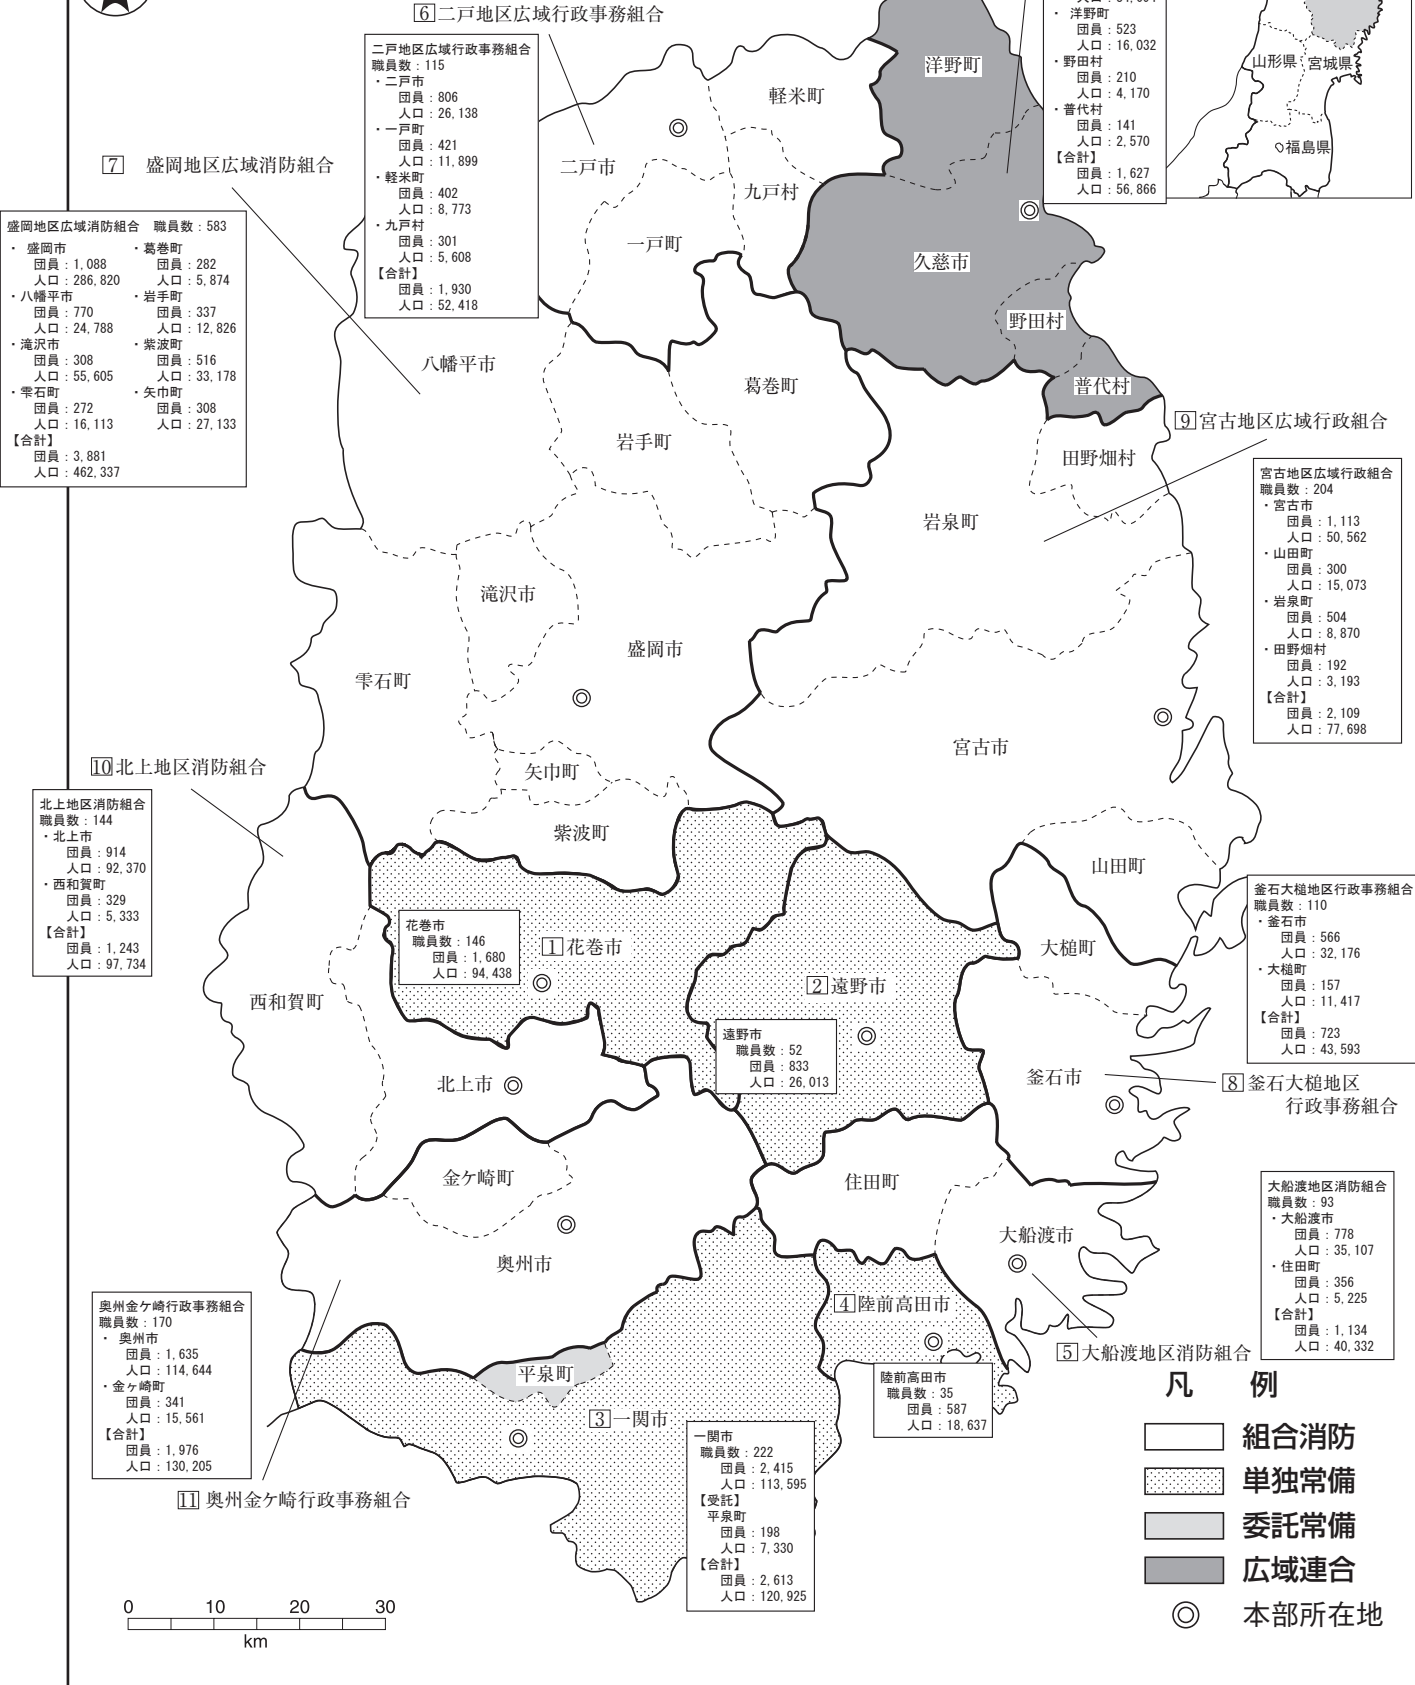 6 二戸地区広域行政事務組合
二戸地区広域行政事務組合
職員数：115
・二戸市
団員：806
人口：26,138
・一戸町
団員：421
人口：11,899
・軽米町
団員：402
人口：8,773
・九戸村
団員：301
人口：5,608
【合計】
団員：1,930
人口：52,418
・洋野町
団員：523
人口：16,032
・野田村
団員：210
人口：4,170
・普代村
団員：141
人口：2,570
【合計】
団員：1,627
人口：56,866
山形県
宮城県
福島県
洋野町
軽米町
二戸市
九戸村
一戸町
久慈市
野田村
普代村
7 盛岡地区広域消防組合
盛岡地区広域消防組合 職員数：583
・盛岡市
団員：1,088
人口：286,820
・八幡平市
団員：770
人口：24,788
・滝沢市
団員：308
人口：55,605
・雫石町
団員：272
人口：16,113
・葛巻町
団員：282
人口：5,874
・岩手町
団員：337
人口：12,826
・紫波町
団員：516
人口：33,178
・矢巾町
団員：308
人口：27,133
【合計】
団員：3,881
人口：462,337
八幡平市
葛巻町
岩手町
田野畑村
岩泉町
滝沢市
盛岡市
雫石町
宮古市
矢巾町
紫波町
山田町
9 宮古地区広域行政組合
宮古地区広域行政組合
職員数：204
・宮古市
団員：1,113
人口：50,562
・山田町
団員：300
人口：15,073
・岩泉町
団員：504
人口：8,870
・田野畑村
団員：192
人口：3,193
【合計】
団員：2,109
人口：77,698
10 北上地区消防組合
北上地区消防組合
職員数：144
・北上市
団員：914
人口：92,370
・西和賀町
団員：329
人口：5,333
【合計】
団員：1,243
人口：97,734
花巻市
職員数：146
団員：1,680
人口：94,438
1 花巻市
2 遠野市
遠野市
職員数：52
団員：833
人口：26,013
大槌町
西和賀町
北上市
釜石市
釜石大槌地区行政事務組合
職員数：110
・釜石市
団員：566
人口：32,176
・大槌町
団員：157
人口：11,417
【合計】
団員：723
人口：43,593
8 釜石大槌地区
行政事務組合
金ケ崎町
住田町
奥州市
大船渡市
大船渡地区消防組合
職員数：93
・大船渡市
団員：778
人口：35,107
・住田町
団員：356
人口：5,225
【合計】
団員：1,134
人口：40,332
5 大船渡地区消防組合
4 陸前高田市
陸前高田市
職員数：35
団員：587
人口：18,637
奥州金ケ崎行政事務組合
職員数：170
・奥州市
団員：1,635
人口：114,644
・金ヶ崎町
団員：341
人口：15,561
【合計】
団員：1,976
人口：130,205
11 奥州金ケ崎行政事務組合
平泉町
3 一関市
一関市
職員数：222
団員：2,415
人口：113,595
【受託】
平泉町
団員：198
人口：7,330
【合計】
団員：2,613
人口：120,925
凡 例
組合消防
単独常備
委託常備
広域連合
本部所在地
0 10 20 30
km